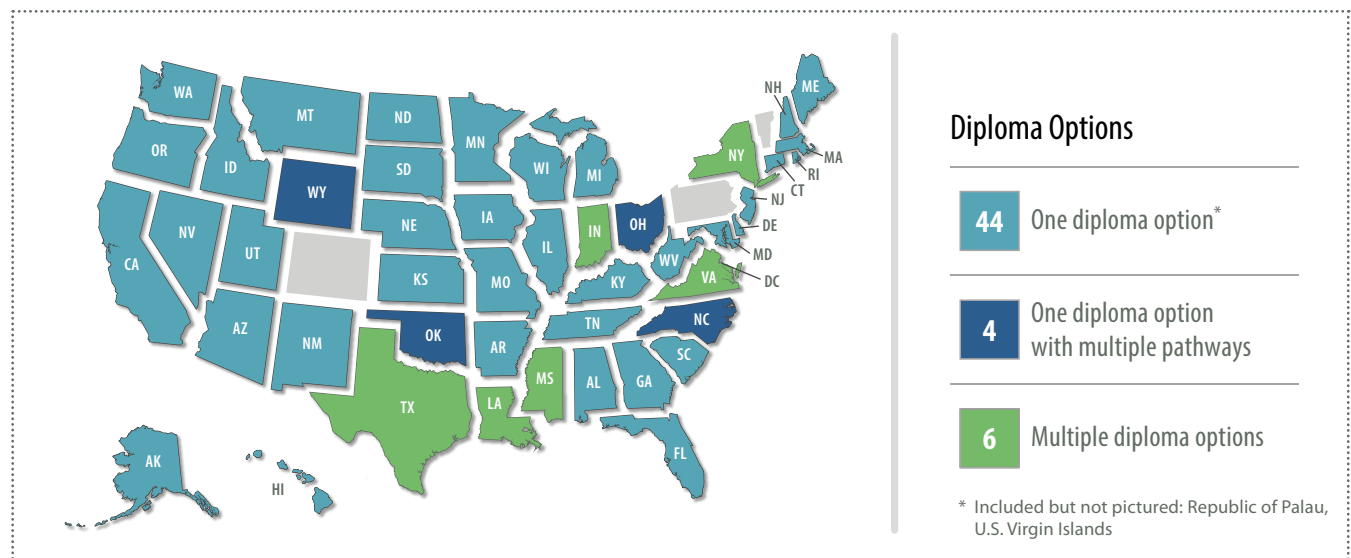 WA
MT
ND
MN
NH
ME
OR
ID
SD
WI
MI
NY
MA
RI
CT
WY
NJ
IA
NE
NV
UT
IL
IN
OH
DE
MD
WV
CA
KS
MO
KY
VA
DC
AZ
NM
OK
AR
TN
NC
SC
TX
LA
MS
AL
GA
FL
AK
HI
Diploma Options
44 One diploma option*
4 One diploma option
with multiple pathways
6 Multiple diploma options
* Included but not pictured: Republic of Palau,
U.S. Virgin Islands